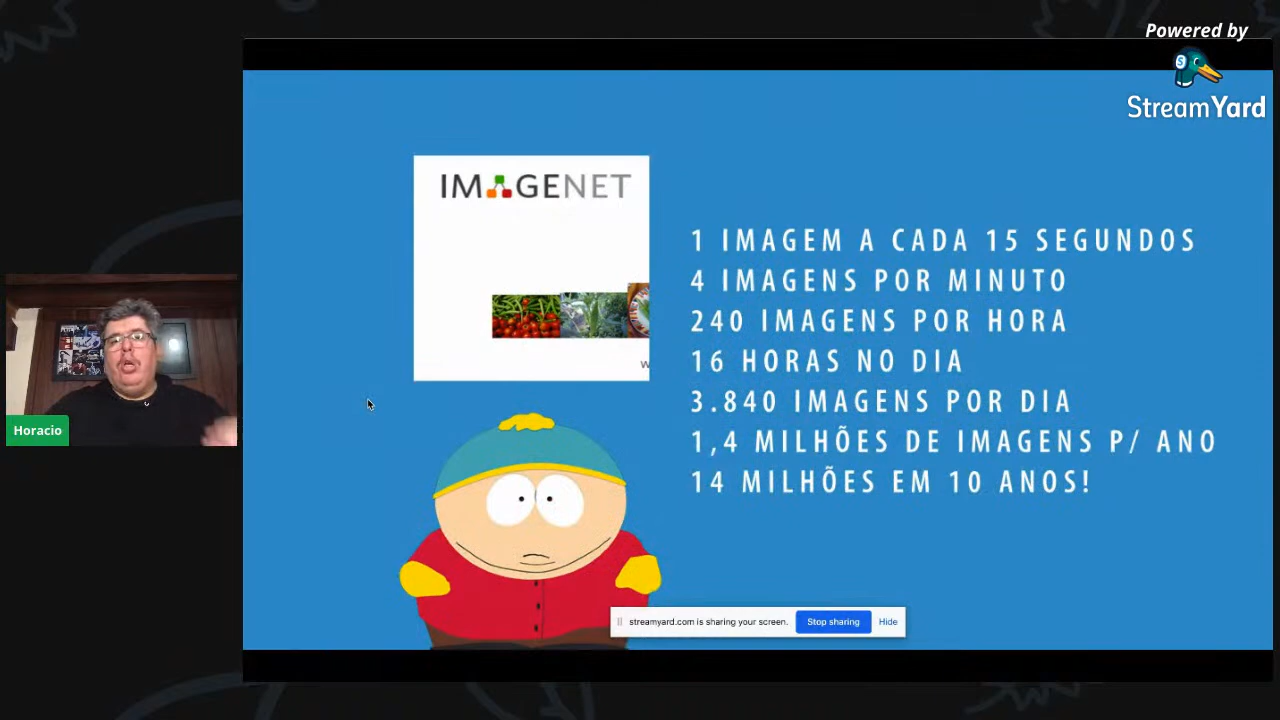 Powered by
StreamYard
IMAGENET
W
1 IMAGEM A CADA 15 SEGUNDOS
4 IMAGENS POR MINUTO
240 IMAGENS POR HORA
16 HORAS NO DIA
3.840 IMAGENS POR DIA
1,4 MILHÕES DE IMAGENS P/ ANO
14 MILHÕES EM 10 ANOS!
Horacio
streamyard.com is sharing your screen. Stop sharing Hide